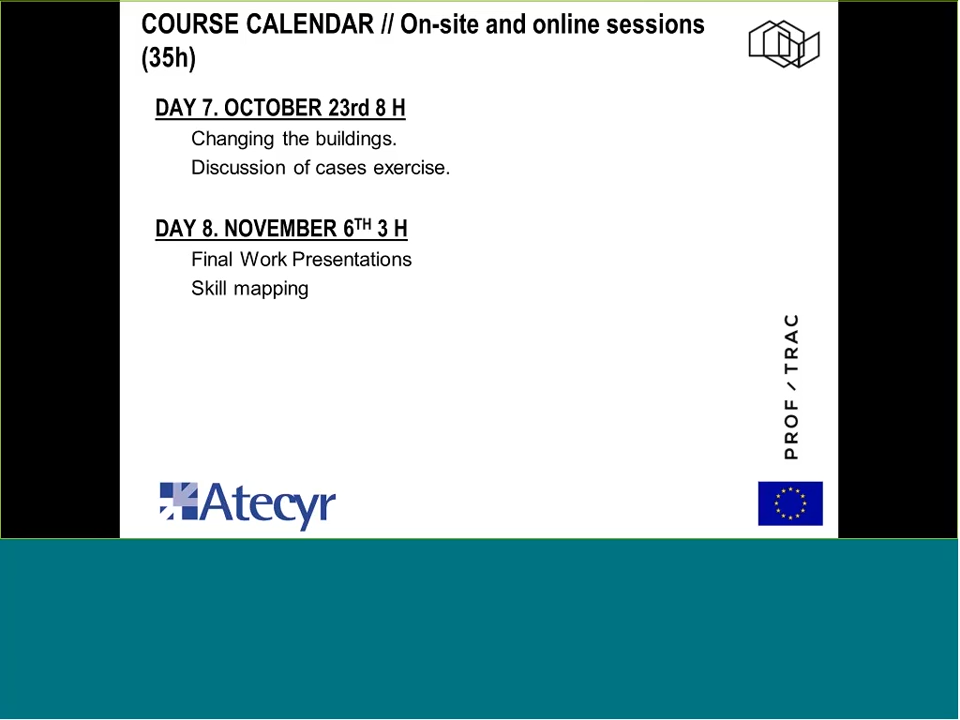 COURSE CALENDAR // On-site and online sessions
(35h)
DAY 7. OCTOBER 23rd 8 H
Changing the buildings.
Discussion of cases exercise.
DAY 8. NOVEMBER 6TH 3 H
Final Work Presentations
Skill mapping
PROF / TRAC
Atecyr